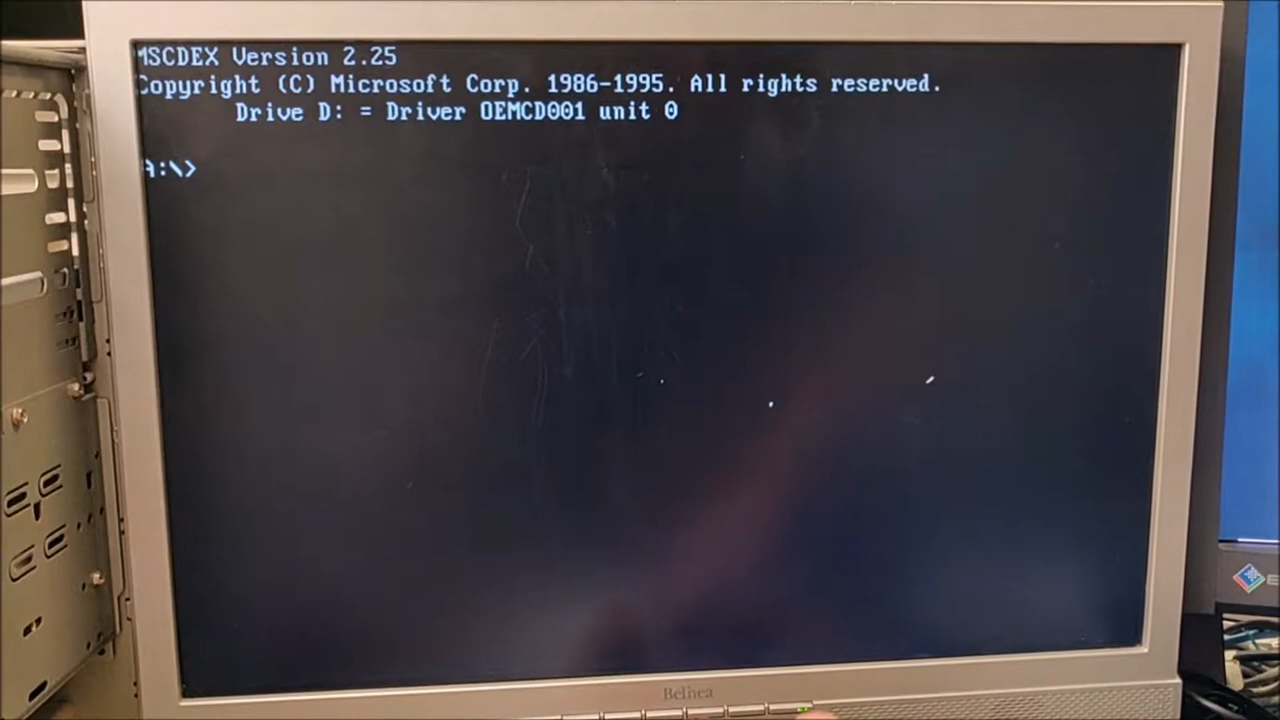 MSCDEX Version 2.25
Copyright (C) Microsoft Corp. 1986-1995. All rights reserved.
Drive D: = Driver OEMCD001 unit 0
A:\>
Belinea